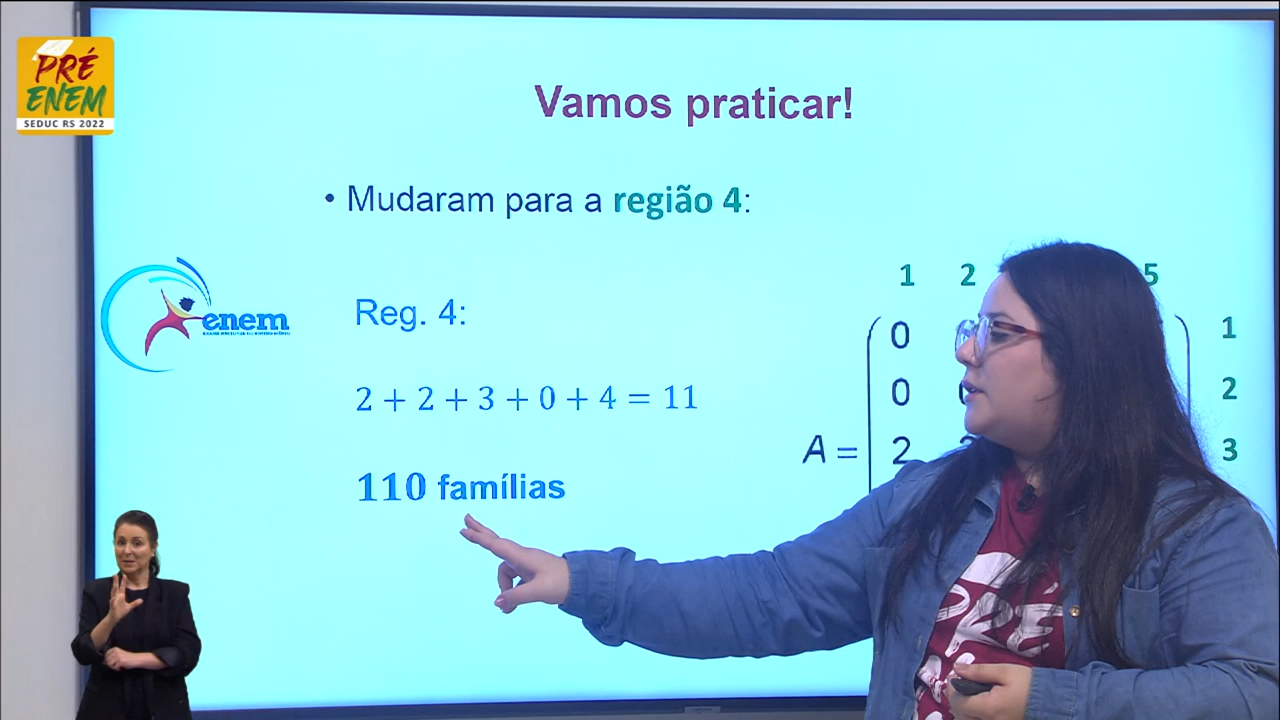 PRÉ
ENEM
SEDUC RS 2022
Vamos praticar!
• Mudaram para a região 4:
enem
Reg. 4:
2 + 2 + 3 + 0 + 4 = 11
110 famílias
1 2 5
0 1
0 2
A = 2 3
PRÉ